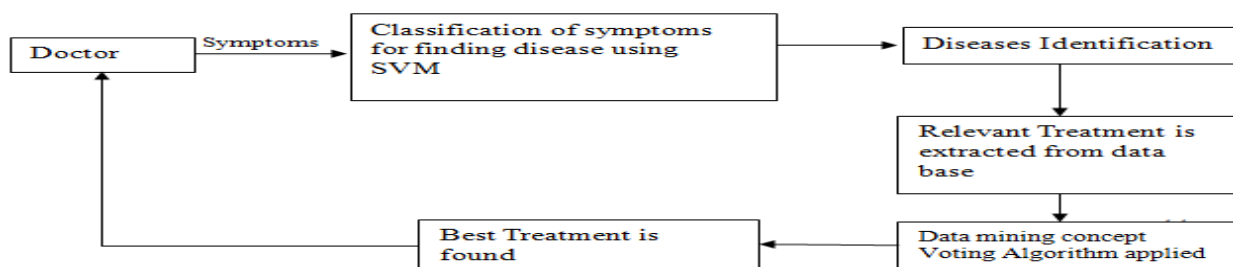 Doctor
Symptoms
Classification of symptoms
for finding disease using
SVM
Diseases Identification
Relevant Treatment is
extracted from data
base
Data mining concept
Voting Algorithm applied
Best Treatment is
found